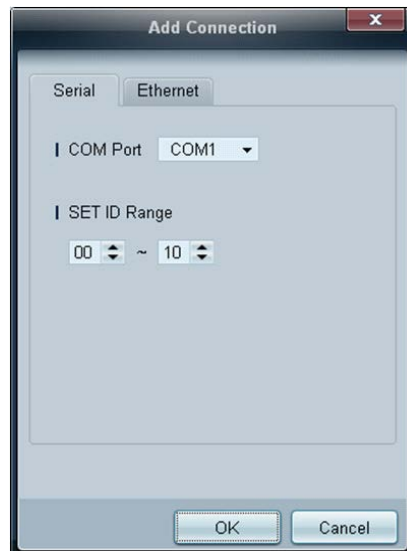 Add Connection
x
Serial Ethernet
COM Port COM1
SET ID Range
00 ~ 10
OK Cancel